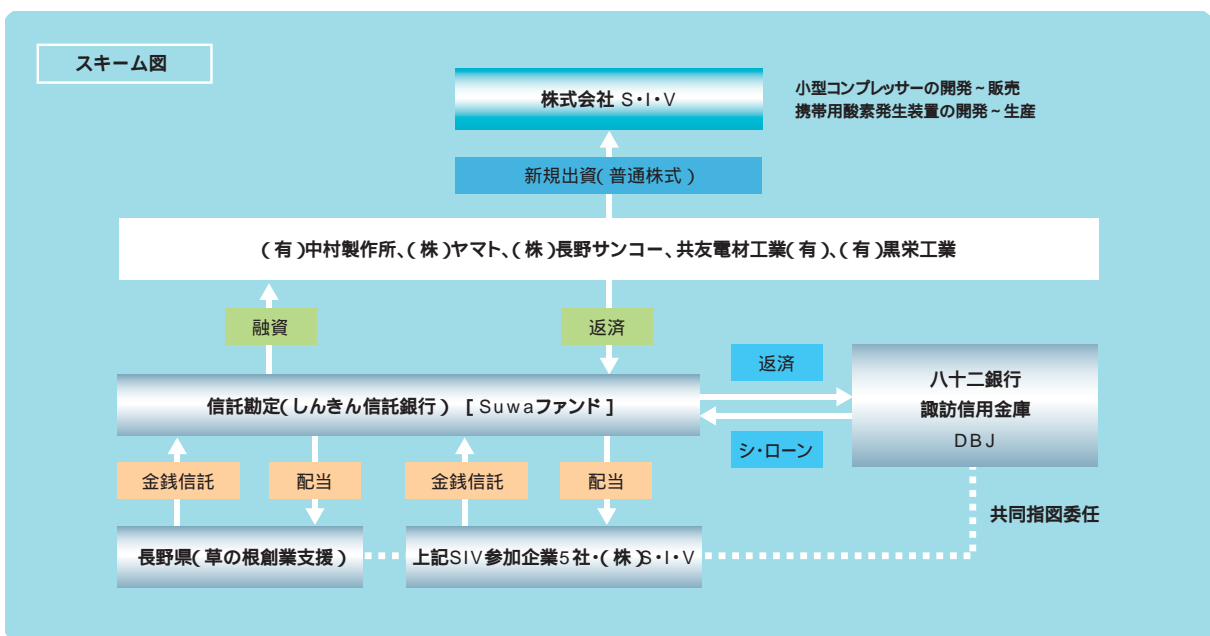 スキーム図
株式会社 S・I・V
小型コンプレッサーの開発~販売
携帯用酸素発生装置の開発~生産
新規出資(普通株式)
(有)中村製作所、(株)ヤマト、(株)長野サンコー、共友電材工業(有)、(有)黒栄工業
融資
返済
返済
八十二銀行
諏訪信用金庫
DBJ
信託勘定(しんきん信託銀行) [Suwaファンド]
シ・ローン
金銭信託
配当
金銭信託
配当
共同指図委任
長野県(草の根創業支援)
上記SIV参加企業5社・(株)S・I・V